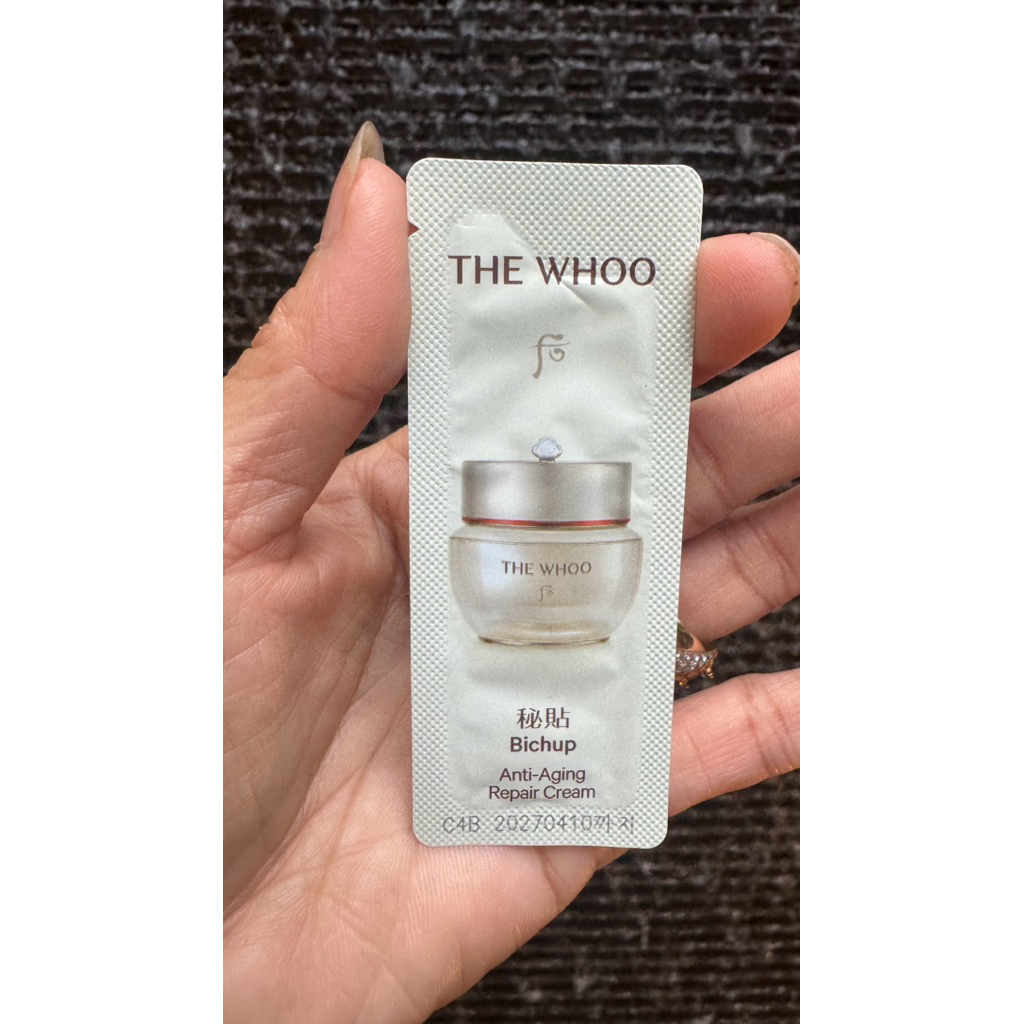 THE WHOO
THE WHOO
秘貼
Bichup
Anti-Aging
Repair Cream
C4B 20270410까지